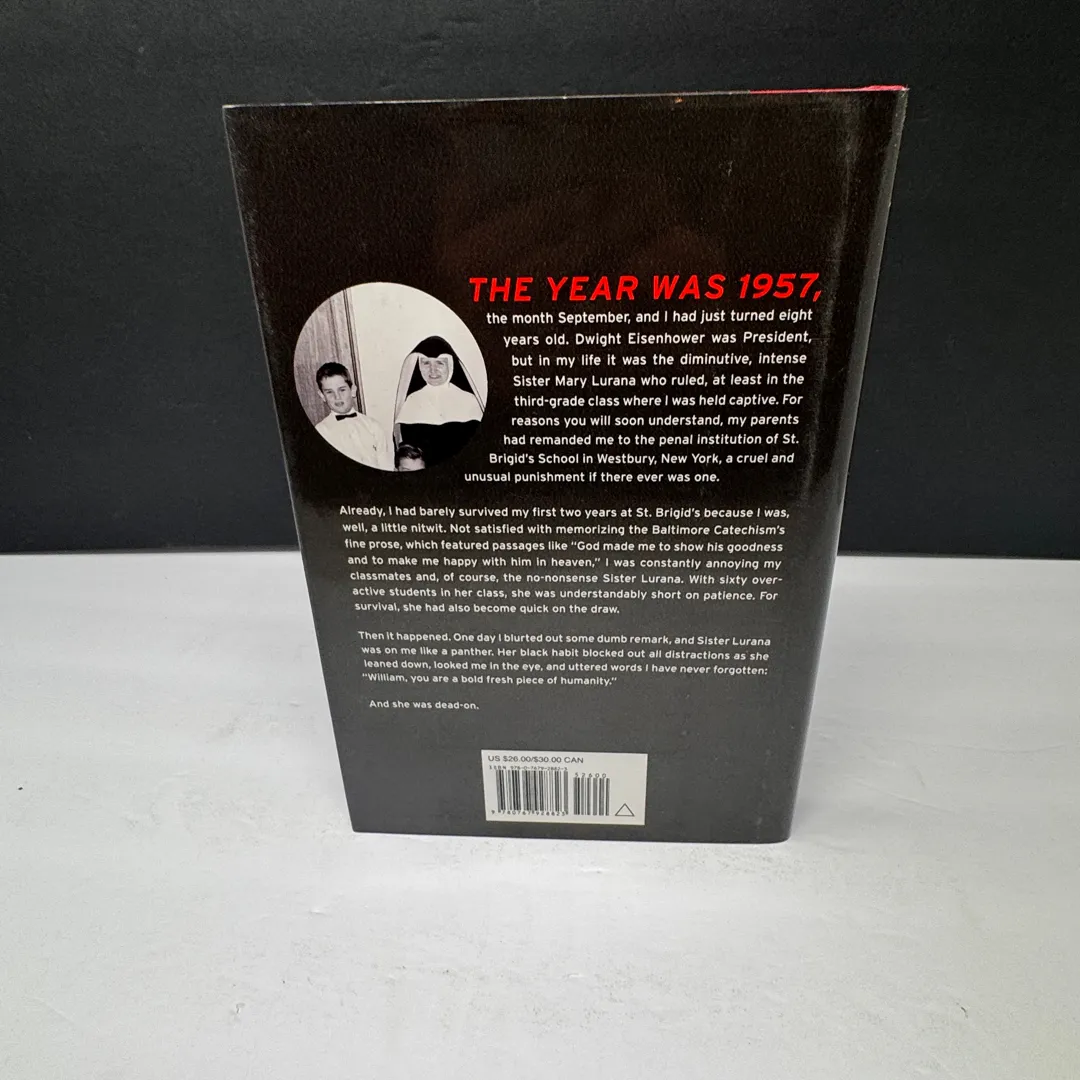 THE YEAR WAS 1957,
the month September, and I had just turned eight
years old. Dwight Eisenhower was President,
but in my life it was the diminutive, intense
Sister Mary Lurana who ruled, at least in the
third-grade class where I was held captive. For
reasons you will soon understand, my parents
had remanded me to the penal institution of St.
Brigid's School in Westbury, New York, a cruel and
unusual punishment if there ever was one.
Already, I had barely survived my first two years at St. Brigid's because I was,
well, a little nitwit. Not satisfied with memorizing the Baltimore Catechism's
fine prose, which featured passages like "God made me to show his goodness
and to make me happy with him in heaven," I was constantly annoying my
classmates and, of course, the no-nonsense Sister Lurana. With sixty over-
active students in her class, she was understandably short on patience. For
survival, she had also become quick on the draw.
Then it happened. One day I blurted out some dumb remark, and Sister Lurana
was on me like a panther. Her black habit blocked out all distractions as she
leaned down, looked me in the eye, and uttered words I have never forgotten:
"William, you are a bold fresh piece of humanity."
And she was dead-on.
US $26.00/$30.00 CAN
ISBN 978-0-7679-2882-3
52600
9 780767 928823